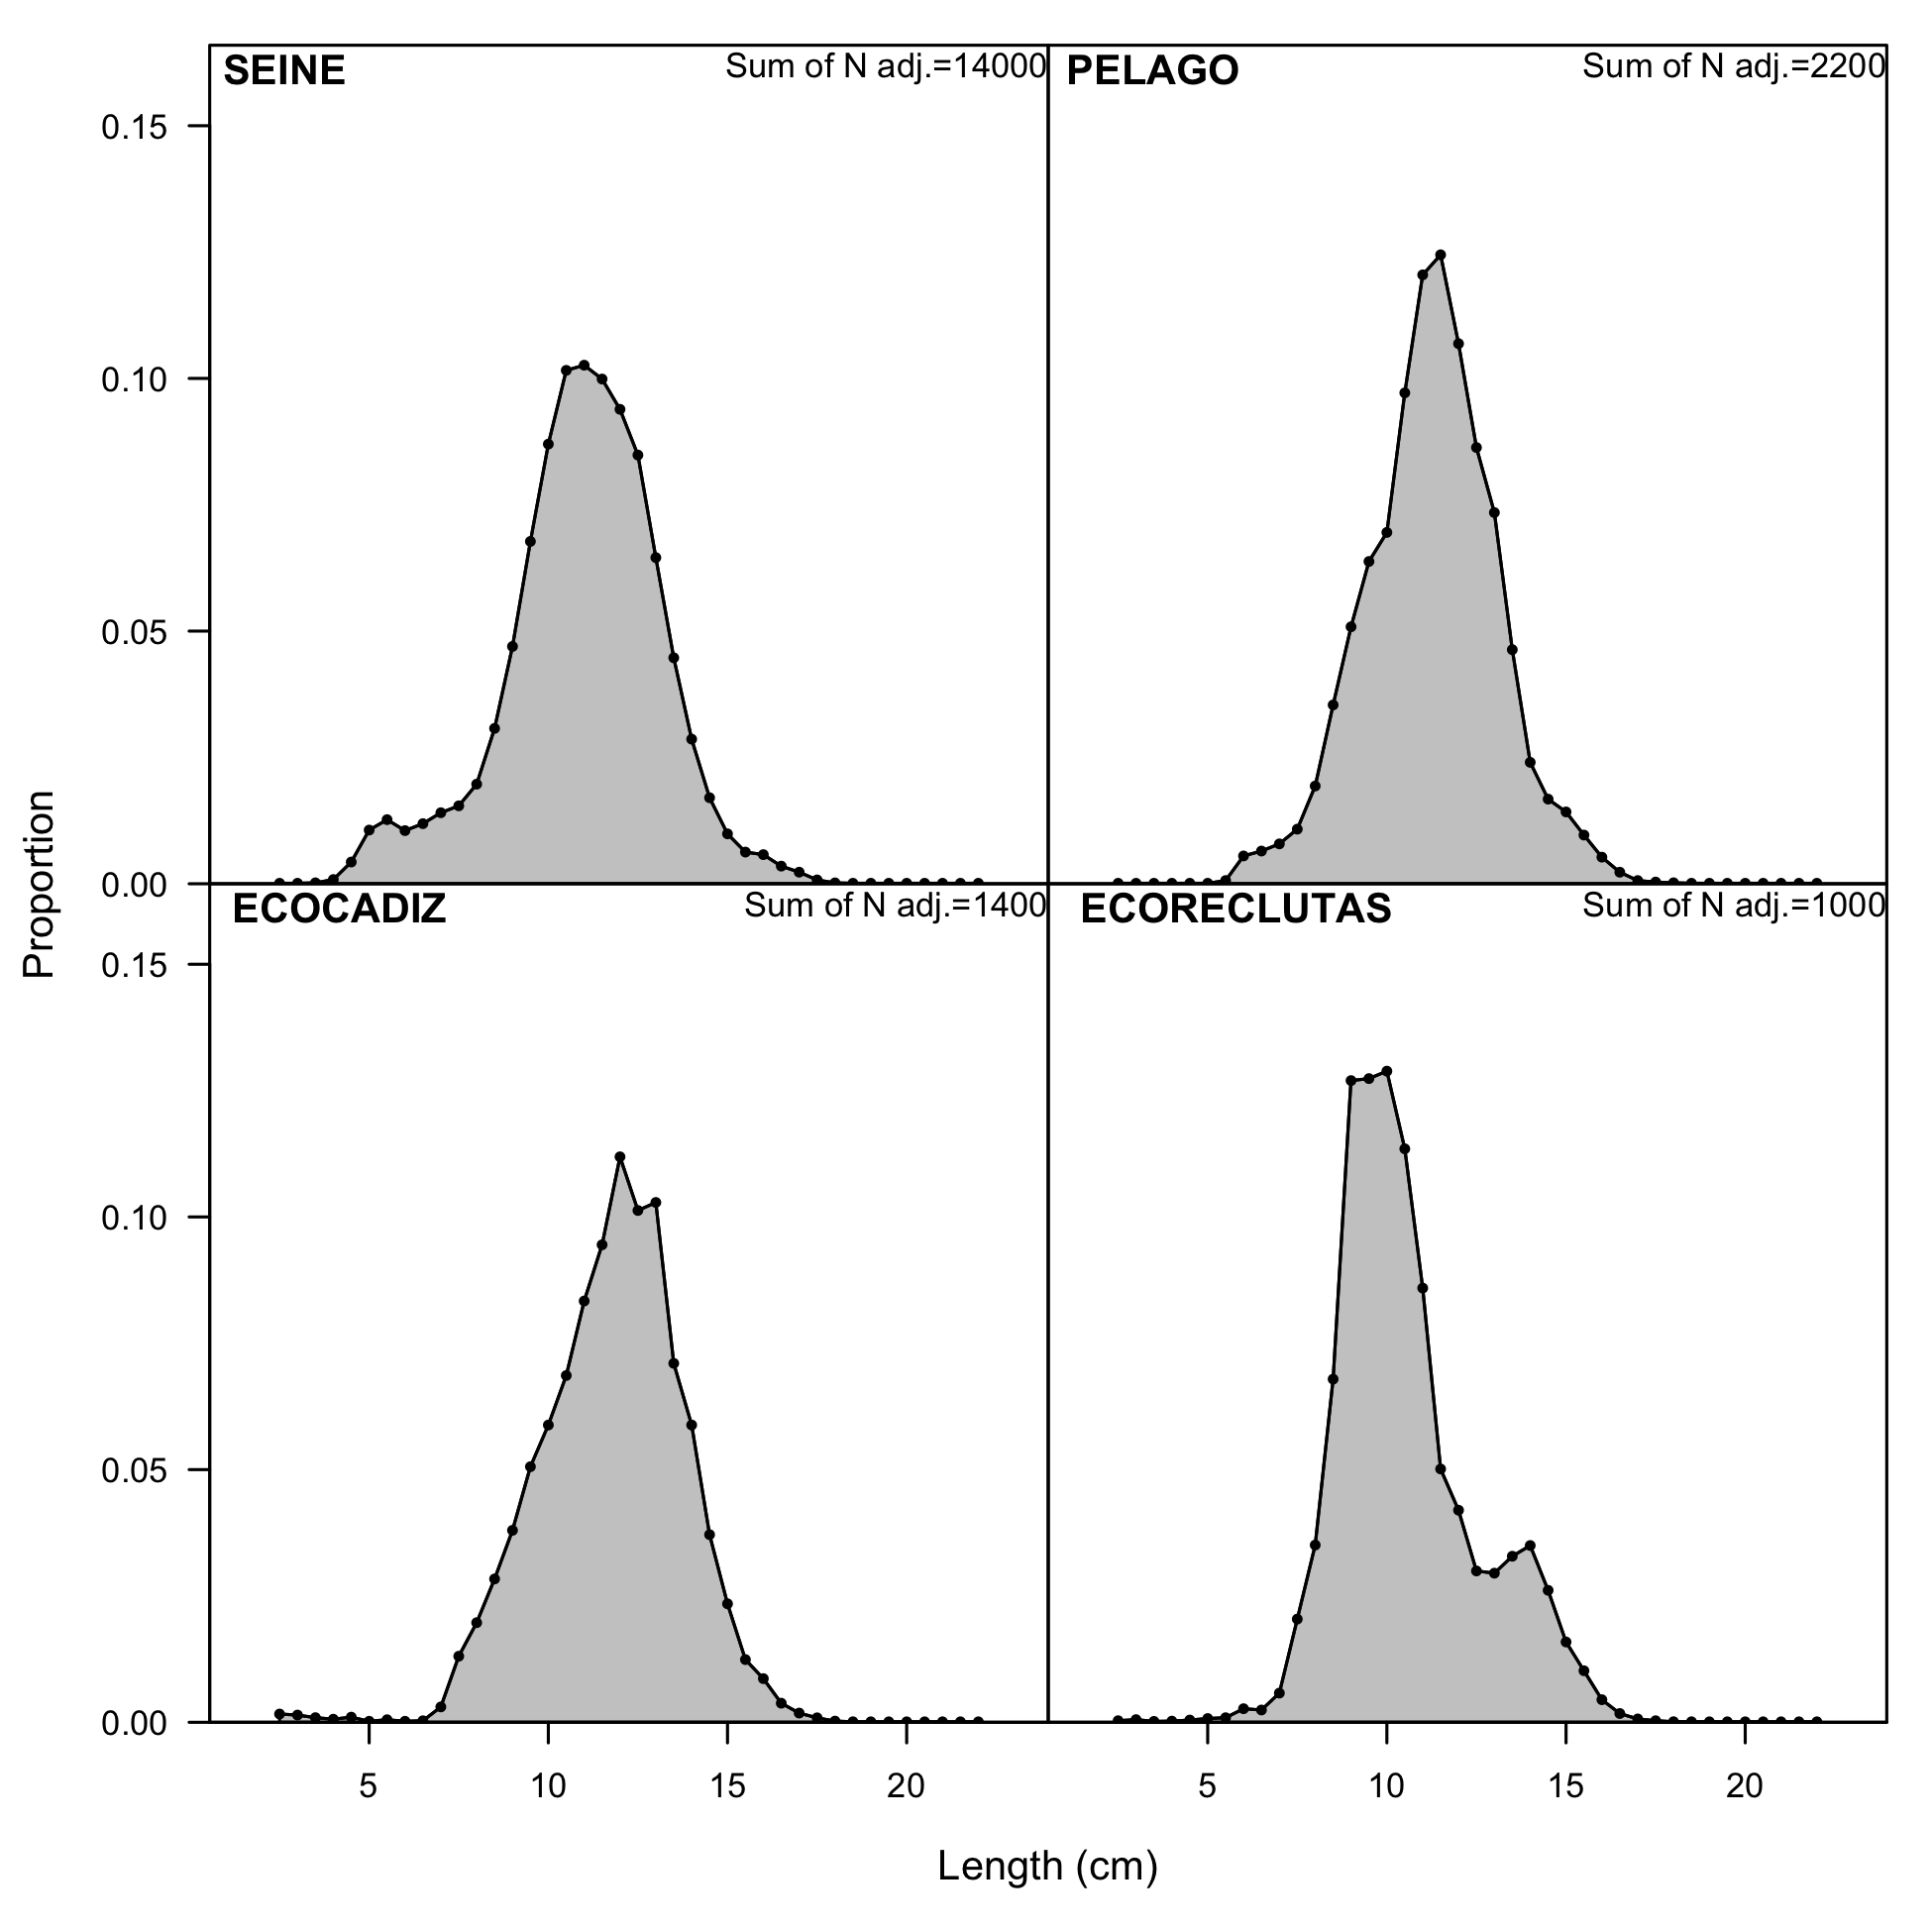 SEINE Sum of N adj.=14000
PELAGO Sum of N adj.=2200
0.15
0.10
0.05
0.00
ECOCADIZ Sum of N adj.=1400
ECORECLUTAS Sum of N adj.=1000
0.15
0.10
0.05
0.00
Proportion
5 10 15 20
5 10 15 20
Length (cm)